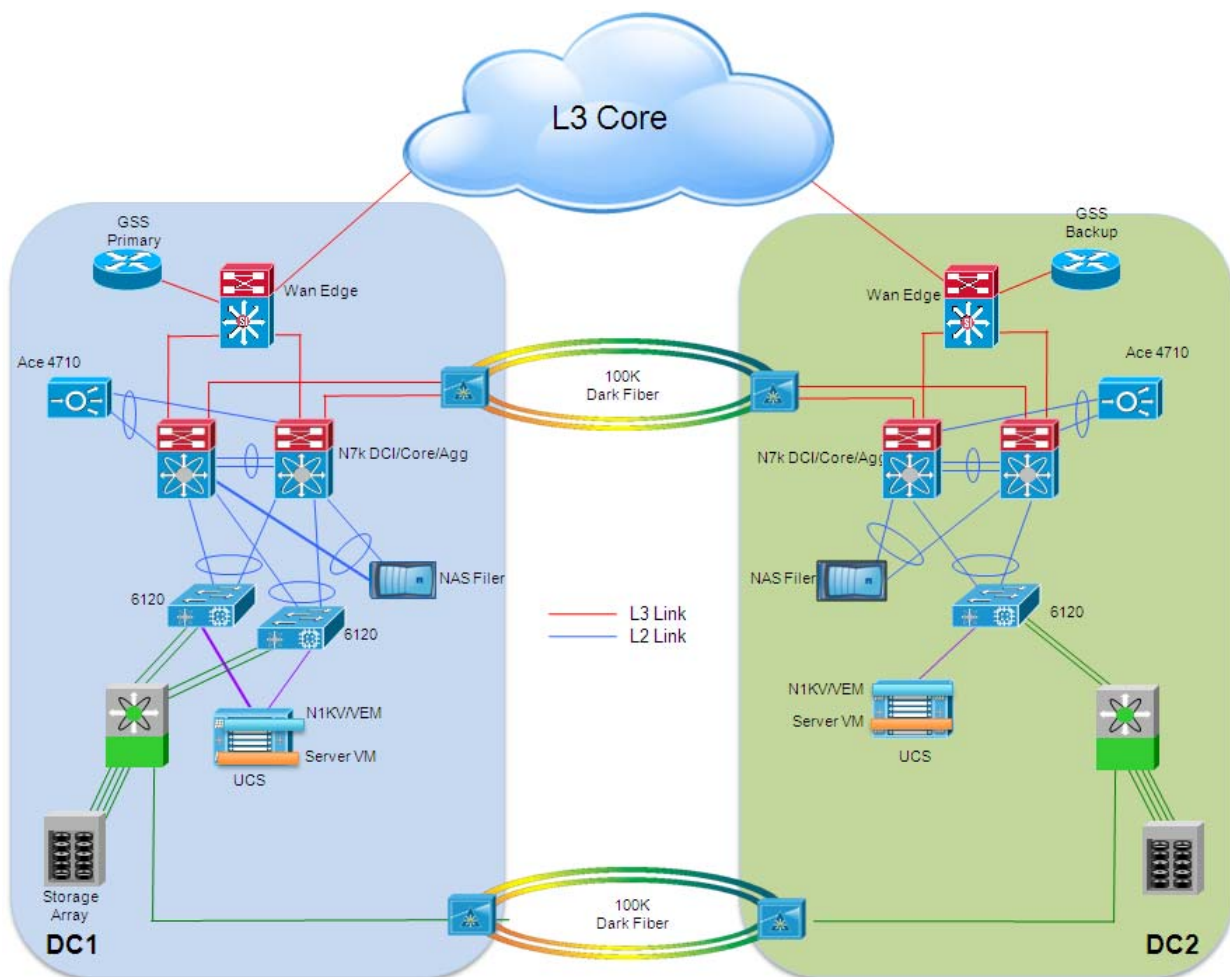 L3 Core
GSS
Primary
Wan Edge
Ace 4710
N7k DCI/Core/Agg
NAS Filer
6120
6120
N1KV/VEM
Server VM
UCS
Storage
Array
DC1
100K
Dark Fiber
L3 Link
L2 Link
100K
Dark Fiber
GSS
Backup
Wan Edge
Ace 4710
N7k DCI/Core/Agg
NAS Filer
6120
N1KV/VEM
Server VM
UCS
DC2